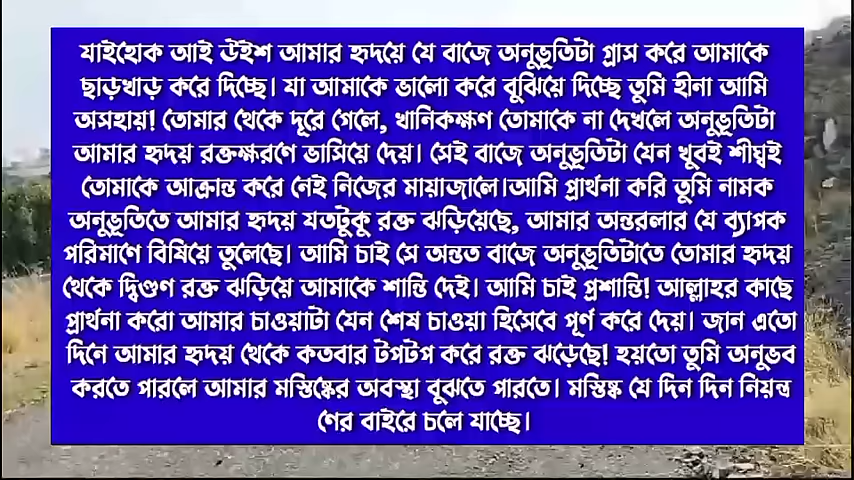 যাইহোক আই উইশ আমার হৃদয়ে যে বাজে অনুভূতিটা গ্রাস করে আমাকে
ছাড়খাড় করে দিচ্ছে। যা আমাকে ভালো করে বুঝিয়ে দিচ্ছে তুমি হীনা আমি
অসহায়! তোমার থেকে দূরে গেলে, খানিকক্ষণ তোমাকে না দেখলে অনুভূতিটা
আমার হৃদয় রক্তক্ষরণে ভাসিয়ে দেয়। সেই বাজে অনুভূতিটা যেন খুবই শীঘ্রই
তোমাকে আক্রান্ত করে নেই নিজের মায়াজালে।আমি প্রার্থনা করি তুমি নামক
অনুভূতিতে আমার হৃদয় যতটুকু রক্ত ঝড়িয়েছে, আমার অন্তরলার যে ব্যাপক
পরিমাণে বিষিয়ে তুলেছে। আমি চাই সে অন্তত বাজে অনুভূতিটাতে তোমার হৃদয়
থেকে দ্বিগুণ রক্ত ঝড়িয়ে আমাকে শান্তি দেই। আমি চাই প্রশান্তি! আল্লাহর কাছে
প্রার্থনা করো আমার চাওয়াটা যেন শেষ চাওয়া হিসেবে পূর্ণ করে দেয়। জান এতো
দিনে আমার হৃদয় থেকে কতবার টপটপ করে রক্ত ঝড়েছে! হয়তো তুমি অনুভব
করতে পারলে আমার মস্তিষ্কের অবস্থা বুঝতে পারতে। মস্তিষ্ক যে দিন দিন নিয়ন্ত্র
ণের বাইরে চলে যাচ্ছে।